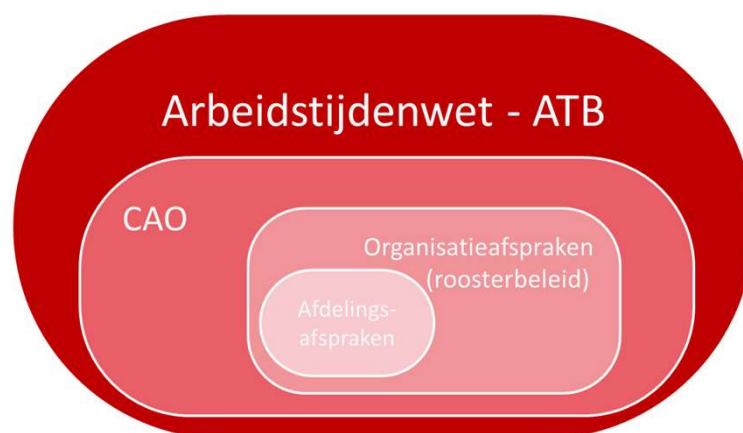 Arbeidstijdenwet - ATB
CAO
Organisatieafspraken
(roosterbeleid)
Afdelings-
afspraken